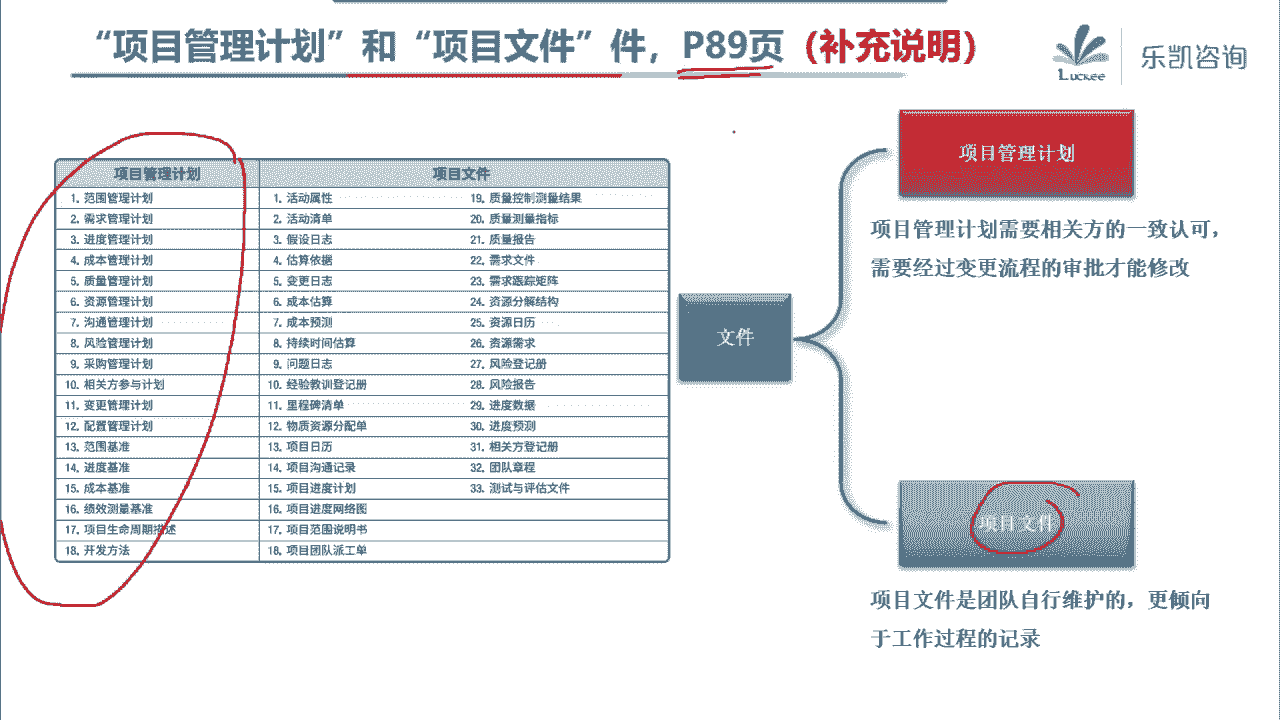 “项目管理计划”和“项目文件”件，P89页（补充说明）
Luckee
乐凯咨询
项目管理计划
项目文件
1. 范围管理计划
1. 活动属性
19. 质量控制测量结果
2. 需求管理计划
2. 活动清单
20. 质量测量指标
3. 进度管理计划
3. 假设日志
21. 质量报告
4. 成本管理计划
4. 估算依据
22. 需求文件
5. 质量管理计划
5. 变更日志
23. 需求跟踪矩阵
6. 资源管理计划
6. 成本估算
24. 资源分解结构
7. 沟通管理计划
7. 成本预测
25. 资源日历
8. 风险管理计划
8. 持续时间估算
26. 资源需求
9. 采购管理计划
9. 问题日志
27. 风险登记册
10. 相关方参与计划
10. 经验教训登记册
28. 风险报告
11. 变更管理计划
11. 里程碑清单
29. 进度数据
12. 配置管理计划
12. 物质资源分配单
30. 进度预测
13. 范围基准
13. 项目日历
31. 相关方登记册
14. 进度基准
14. 项目沟通记录
32. 团队章程
15. 成本基准
15. 项目进度计划
33. 测试与评估文件
16. 绩效测量基准
16. 项目进度网络图
17. 项目生命周期描述
17. 项目范围说明书
18. 开发方法
18. 项目团队派工单
文件
项目管理计划
项目管理计划需要相关方的一致认可，
需要经过变更流程的审批才能修改
项目文件
项目文件是团队自行维护的，更倾向
于工作过程的记录